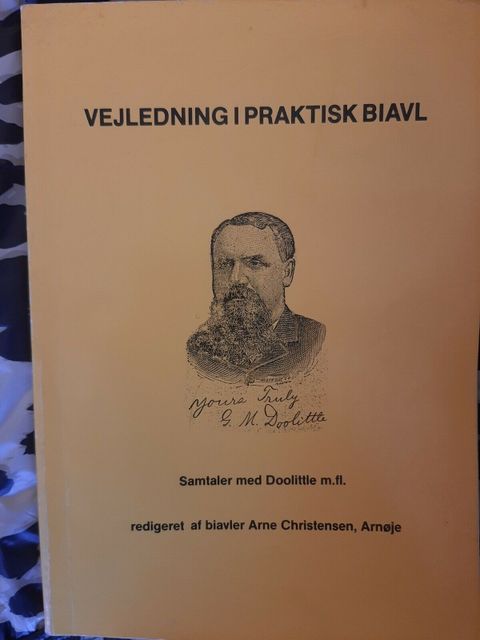 VEJLEDNING I PRAKTISK BIAVL
Yours Truly
G. M. Doolittle
Samtaler med Doolittle m.fl.
redigeret af biavler Arne Christensen, Arnøje